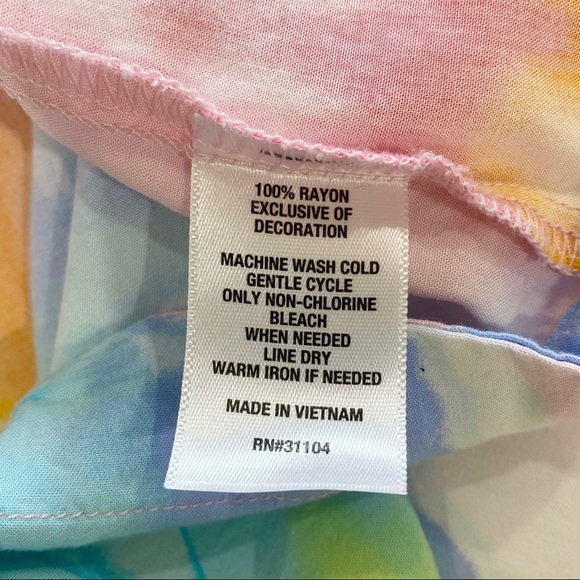 100% RAYON
EXCLUSIVE OF
DECORATION
MACHINE WASH COLD
GENTLE CYCLE
ONLY NON-CHLORINE
BLEACH
WHEN NEEDED
LINE DRY
WARM IRON IF NEEDED
MADE IN VIETNAM
RN#31104